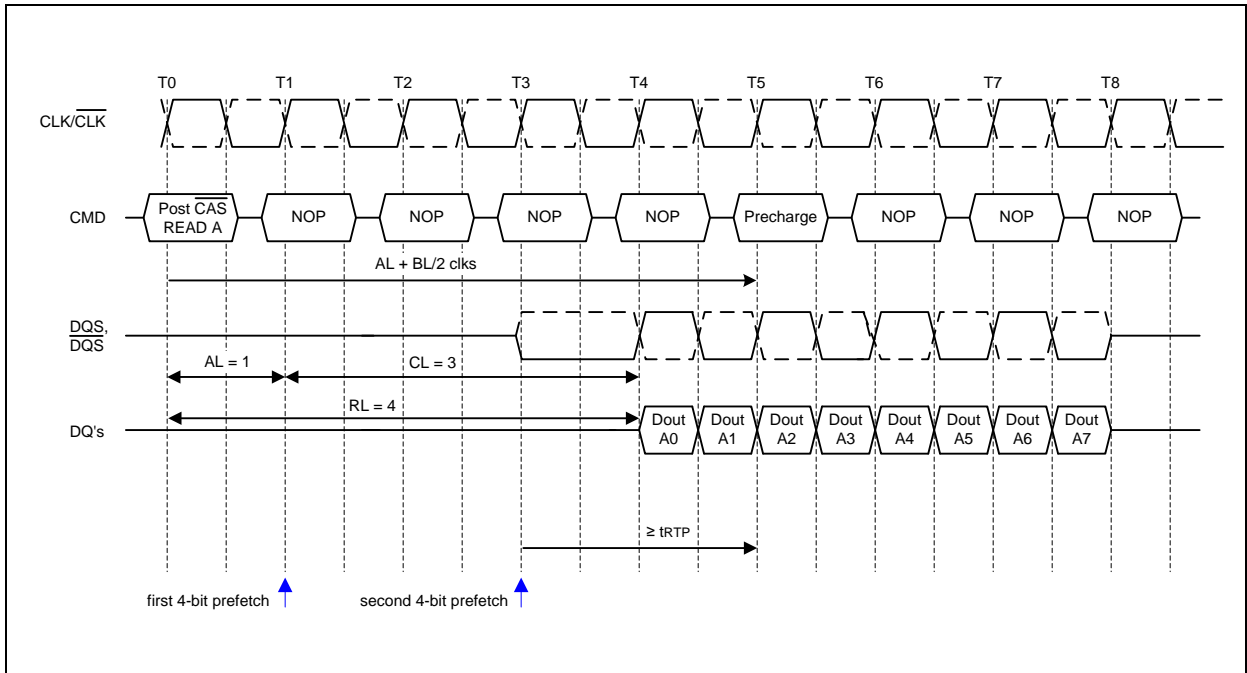 T0 T1 T2 T3 T4 T5 T6 T7 T8
CLK/CLK
CMD
Post CAS
READ A
NOP NOP NOP NOP Precharge NOP NOP NOP
AL + BL/2 clks
DQS,
DQS
AL = 1
CL = 3
RL = 4
DQ's
Dout A0
Dout A1
Dout A2
Dout A3
Dout A4
Dout A5
Dout A6
Dout A7
≥ tRTP
first 4-bit prefetch
second 4-bit prefetch